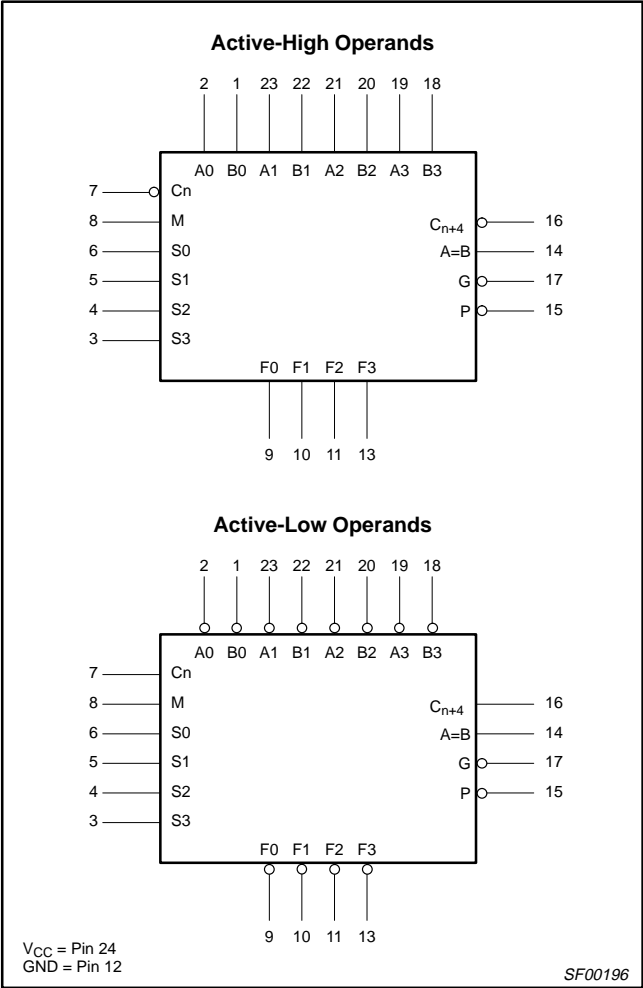 Active-High Operands
2 1 23 22 21 20 19 18
A0 B0 A1 B1 A2 B2 A3 B3
7 Cn
8 M Cn+4 16
6 S0 A=B 14
5 S1 G 17
4 S2 P 15
3 S3
F0 F1 F2 F3
9 10 11 13
Active-Low Operands
2 1 23 22 21 20 19 18
A0 B0 A1 B1 A2 B2 A3 B3
7 Cn
8 M Cn+4 16
6 S0 A=B 14
5 S1 G 17
4 S2 P 15
3 S3
F0 F1 F2 F3
9 10 11 13
VCC = Pin 24
GND = Pin 12
SF00196